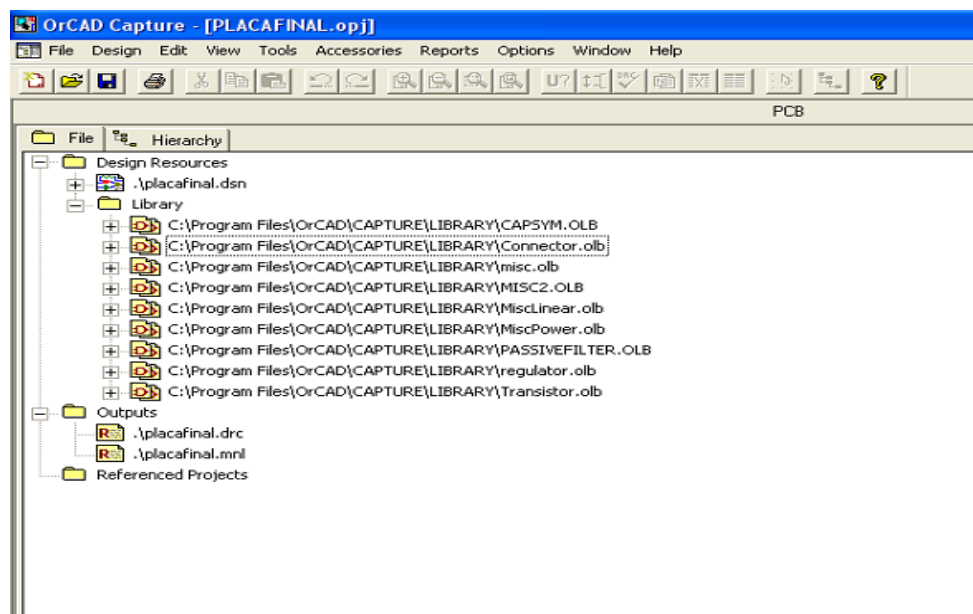 OrCAD Capture - [PLACAFINAL.opj]
File Design Edit View Tools Accessories Reports Options Window Help
U? DRC
PCB
File Hierarchy
Design Resources
.\placafinal.dsn
Library
C:\Program Files\OrCAD\CAPTURE\LIBRARY\CAPSYM.OLB
C:\Program Files\OrCAD\CAPTURE\LIBRARY\Connector.olb
C:\Program Files\OrCAD\CAPTURE\LIBRARY\misc.olb
C:\Program Files\OrCAD\CAPTURE\LIBRARY\MISC2.OLB
C:\Program Files\OrCAD\CAPTURE\LIBRARY\MiscLinear.olb
C:\Program Files\OrCAD\CAPTURE\LIBRARY\MiscPower.olb
C:\Program Files\OrCAD\CAPTURE\LIBRARY\PASSIVEFILTER.OLB
C:\Program Files\OrCAD\CAPTURE\LIBRARY\regulator.olb
C:\Program Files\OrCAD\CAPTURE\LIBRARY\Transistor.olb
Outputs
R .\placafinal.drc
R .\placafinal.mnl
Referenced Projects